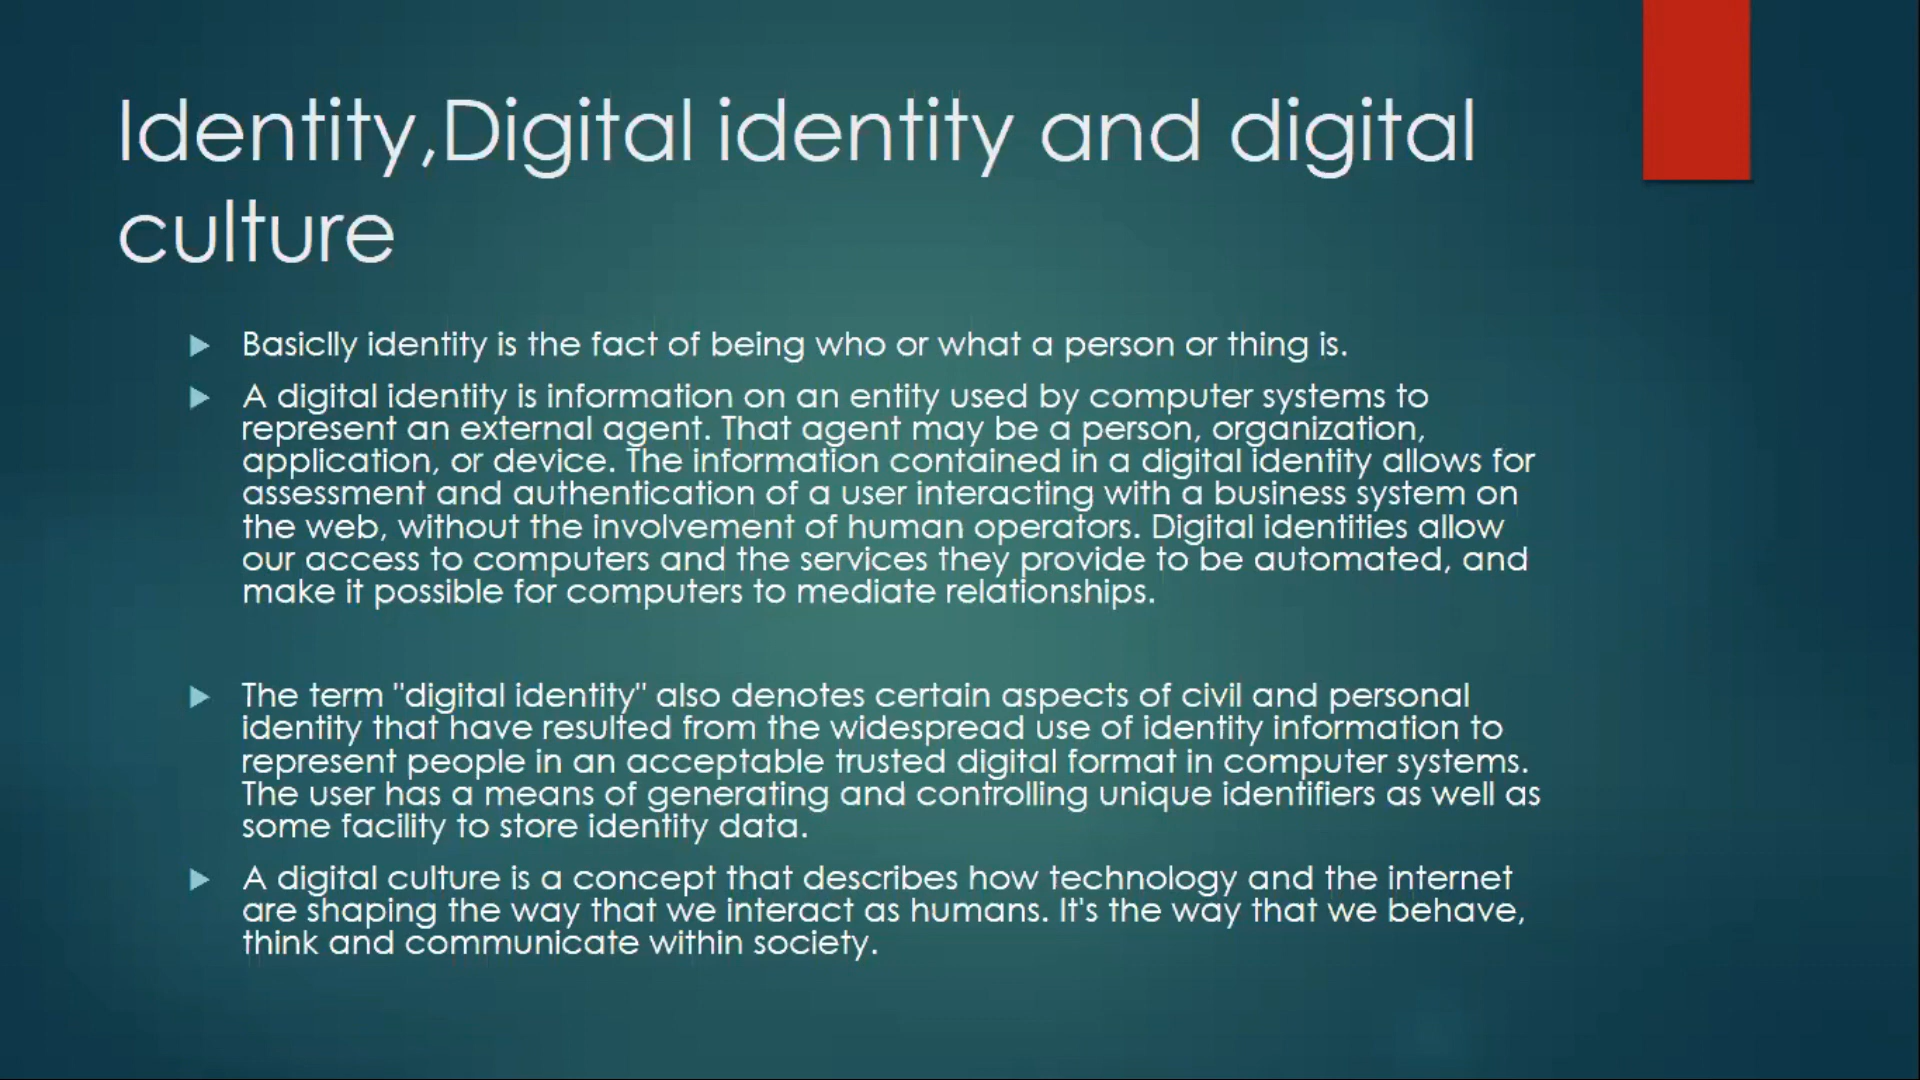 Identity,Digital identity and digital
culture
Basiclly identity is the fact of being who or what a person or thing is.
A digital identity is information on an entity used by computer systems to
represent an external agent. That agent may be a person, organization,
application, or device. The information contained in a digital identity allows for
assessment and authentication of a user interacting with a business system on
the web, without the involvement of human operators. Digital identities allow
our access to computers and the services they provide to be automated, and
make it possible for computers to mediate relationships.
The term "digital identity" also denotes certain aspects of civil and personal
identity that have resulted from the widespread use of identity information to
represent people in an acceptable trusted digital format in computer systems.
The user has a means of generating and controlling unique identifiers as well as
some facility to store identity data.
A digital culture is a concept that describes how technology and the internet
are shaping the way that we interact as humans. It's the way that we behave,
think and communicate within society.